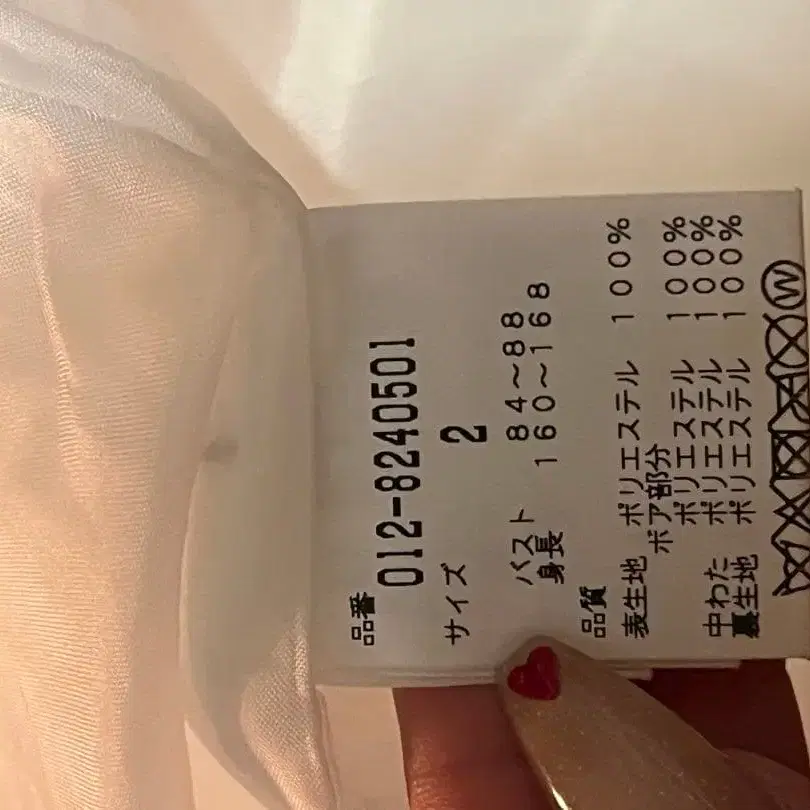 品番
012-8240501
サイズ 2
バスト 84～88
身長 160～168
品質
表生地 ポリエステル 100%
ボア部分
ポリエステル 100%
中わた ポリエステル 100%
裏生地 ポリエステル 100%
W